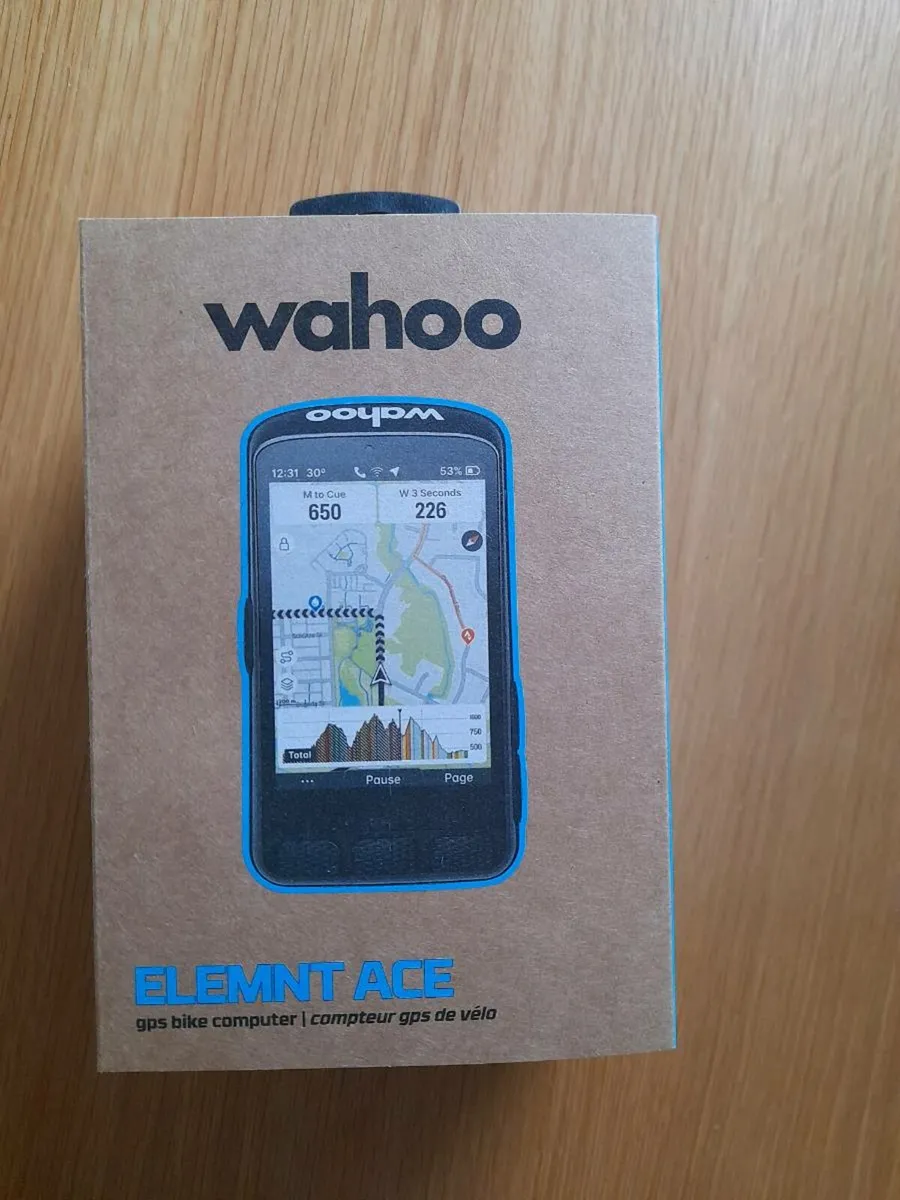 wahoo
wahoo
12:31 30° 53%
M to Cue W 3 Seconds
650 226
1000
750
500
Total
... Pause Page
ELEMNT ACE
gps bike computer | compteur gps de vélo